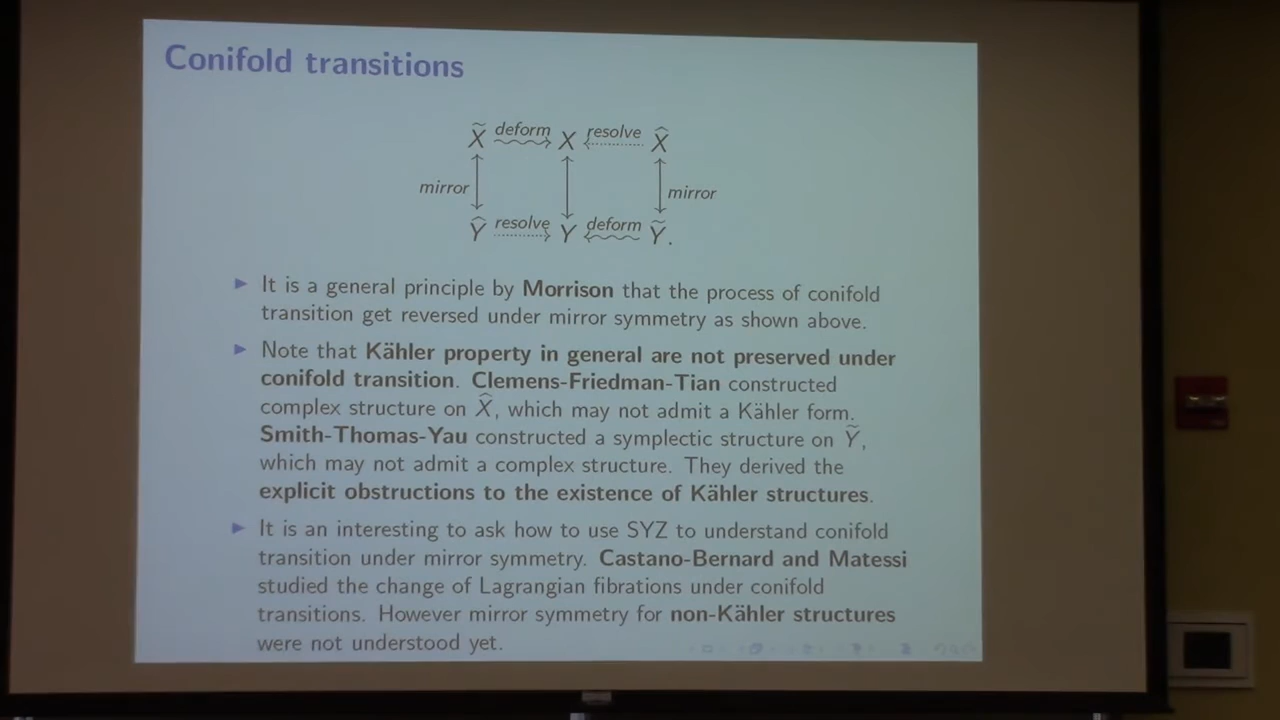 Conifold transitions
X̃ deform X resolve X̂
mirror mirror
Ŷ resolve Y deform Ỹ.
It is a general principle by Morrison that the process of conifold
transition get reversed under mirror symmetry as shown above.
Note that Kähler property in general are not preserved under
conifold transition. Clemens-Friedman-Tian constructed
complex structure on X̂, which may not admit a Kähler form.
Smith-Thomas-Yau constructed a symplectic structure on Ỹ,
which may not admit a complex structure. They derived the
explicit obstructions to the existence of Kähler structures.
It is an interesting to ask how to use SYZ to understand conifold
transition under mirror symmetry. Castano-Bernard and Matessi
studied the change of Lagrangian fibrations under conifold
transitions. However mirror symmetry for non-Kähler structures
were not understood yet.